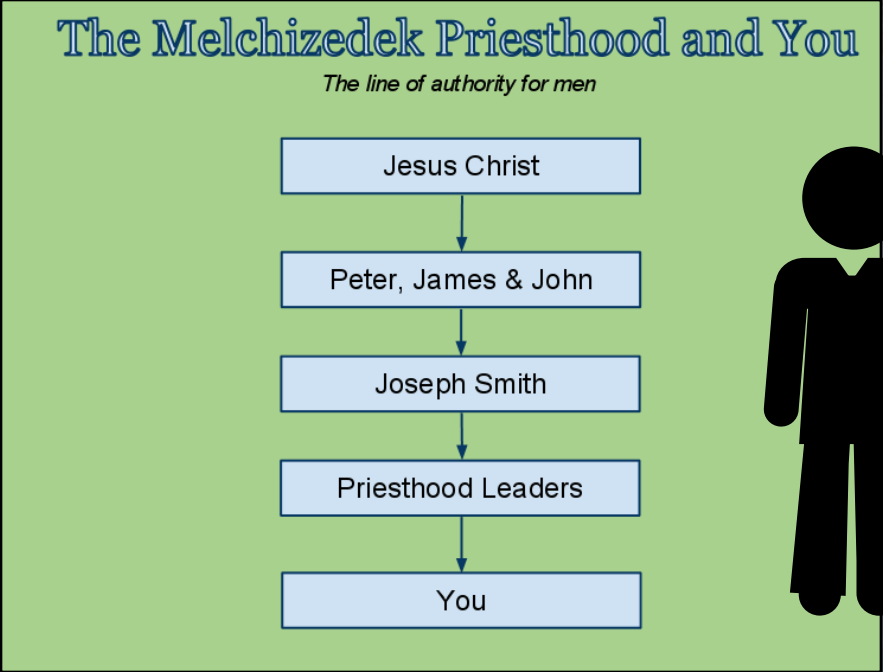 The Melchizedek Priesthood and You
The line of authority for men
Jesus Christ
Peter, James & John
Joseph Smith
Priesthood Leaders
You